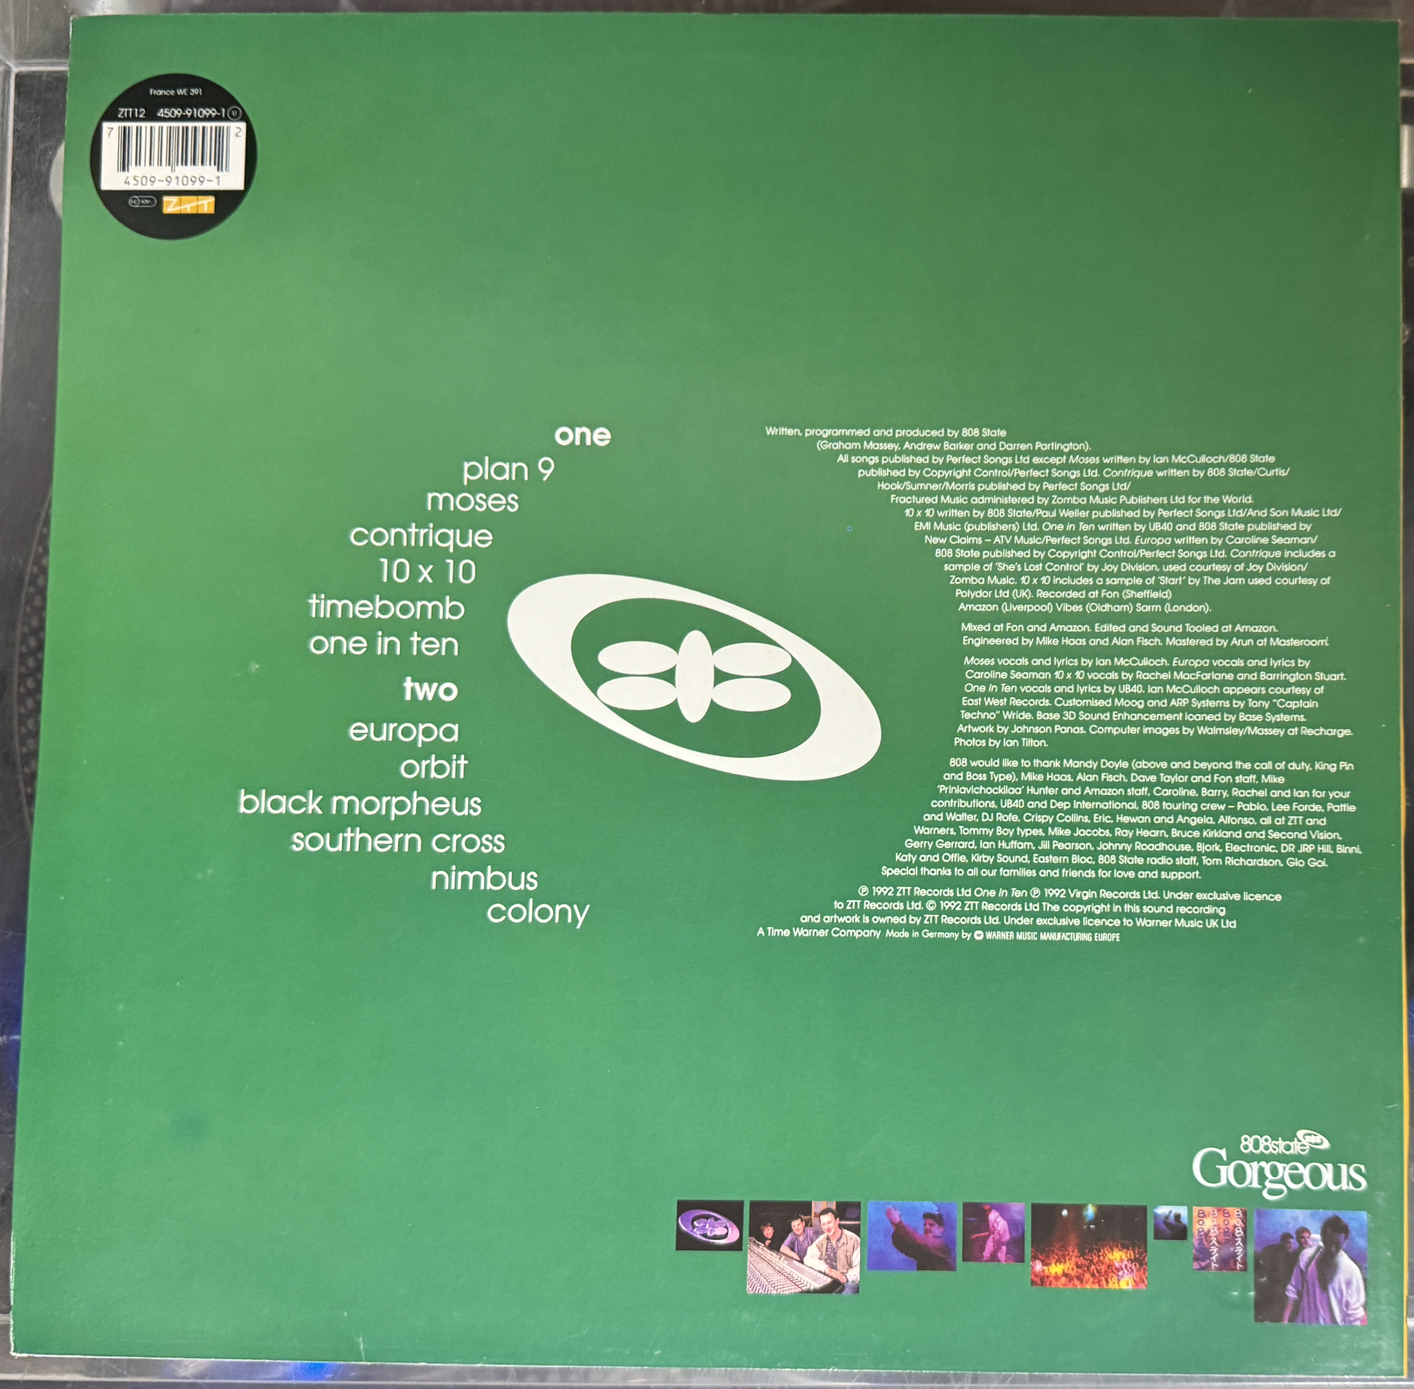 France WE 391
ZTT12 4509-91099-1
7 2
4509-91099-1
ZTT
one
plan 9
moses
contrique
10 x 10
timebomb
one in ten
two
europa
orbit
black morpheus
southern cross
nimbus
colony
Written, programmed and produced by 808 State
(Graham Massey, Andrew Barker and Darren Partington).
All songs published by Perfect Songs Ltd except Moses written by Ian McCulloch/808 State
published by Copyright Control/Perfect Songs Ltd. Contrique written by 808 State/Curtis/
Hook/Sumner/Morris published by Perfect Songs Ltd/
Fractured Music administered by Zomba Music Publishers Ltd for the World.
10 x 10 written by 808 State/Paul Weller published by Perfect Songs Ltd/And Son Music Ltd/
EMI Music (publishers) Ltd. One in Ten written by UB40 and 808 State published by
New Claims – ATV Music/Perfect Songs Ltd. Europa written by Caroline Seaman/
808 State published by Copyright Control/Perfect Songs Ltd. Contrique includes a
sample of 'She's Lost Control' by Joy Division, used courtesy of Joy Division/
Zomba Music. 10 x 10 includes a sample of 'Start' by The Jam used courtesy of
Polydor Ltd (UK). Recorded at Fon (Sheffield)
Amazon (Liverpool) Vibes (Oldham) Sarm (London).
Mixed at Fon and Amazon. Edited and Sound Tooled at Amazon.
Engineered by Mike Haas and Alan Fisch. Mastered by Arun at Masteroom.
Moses vocals and lyrics by Ian McCulloch. Europa vocals and lyrics by
Caroline Seaman 10 x 10 vocals by Rachel MacFarlane and Barrington Stuart.
One In Ten vocals and lyrics by UB40. Ian McCulloch appears courtesy of
East West Records. Customised Moog and ARP Systems by Tony "Captain
Techno" Wride. Base 3D Sound Enhancement loaned by Base Systems.
Artwork by Johnson Panas. Computer images by Walmsley/Massey at Recharge.
Photos by Ian Tilton.
808 would like to thank Mandy Doyle (above and beyond the call of duty, King Pin
and Boss Type), Mike Haas, Alan Fisch, Dave Taylor and Fon staff, Mike
'Prinlavichockilaa' Hunter and Amazon staff, Caroline, Barry, Rachel and Ian for your
contributions, UB40 and Dep International, 808 touring crew – Pablo, Lee Forde, Pattie
and Walter, DJ Rofe, Crispy Collins, Eric, Hewan and Angela, Alfonso, all at ZTT and
Warners, Tommy Boy types, Mike Jacobs, Ray Hearn, Bruce Kirkland and Second Vision,
Gerry Gerrard, Ian Huffam, Jill Pearson, Johnny Roadhouse, Bjork, Electronic, DR JRP Hill, Binni,
Katy and Offie, Kirby Sound, Eastern Bloc, 808 State radio staff, Tom Richardson, Glo Gol.
Special thanks to all our families and friends for love and support.
℗ 1992 ZTT Records Ltd One in Ten ℗ 1992 Virgin Records Ltd. Under exclusive licence
to ZTT Records Ltd. © 1992 ZTT Records Ltd The copyright in this sound recording
and artwork is owned by ZTT Records Ltd. Under exclusive licence to Warner Music UK Ltd
A Time Warner Company Made in Germany by WARNER MUSIC MANUFACTURING EUROPE
808state
Gorgeous